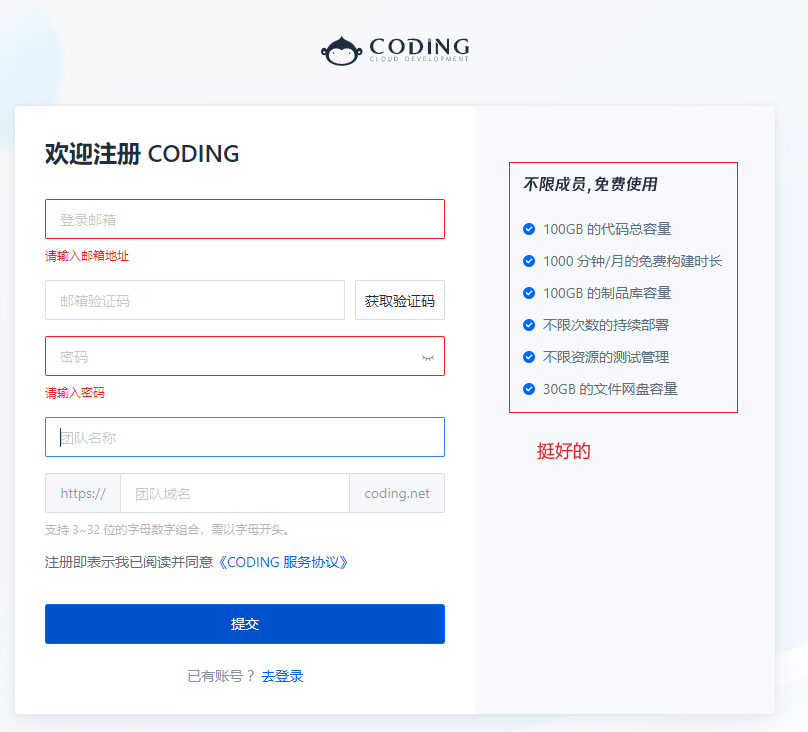 CODING
CLOUD DEVELOPMENT
欢迎注册 CODING
登录邮箱
请输入邮箱地址
邮箱验证码
获取验证码
密码
请输入密码
团队名称
https://
团队域名
coding.net
支持 3~32 位的字母数字组合，需以字母开头。
注册即表示我已阅读并同意《CODING 服务协议》
提交
已有账号？去登录
不限成员,免费使用
100GB 的代码总容量
1000 分钟/月的免费构建时长
100GB 的制品库容量
不限次数的持续部署
不限资源的测试管理
30GB 的文件网盘容量
挺好的